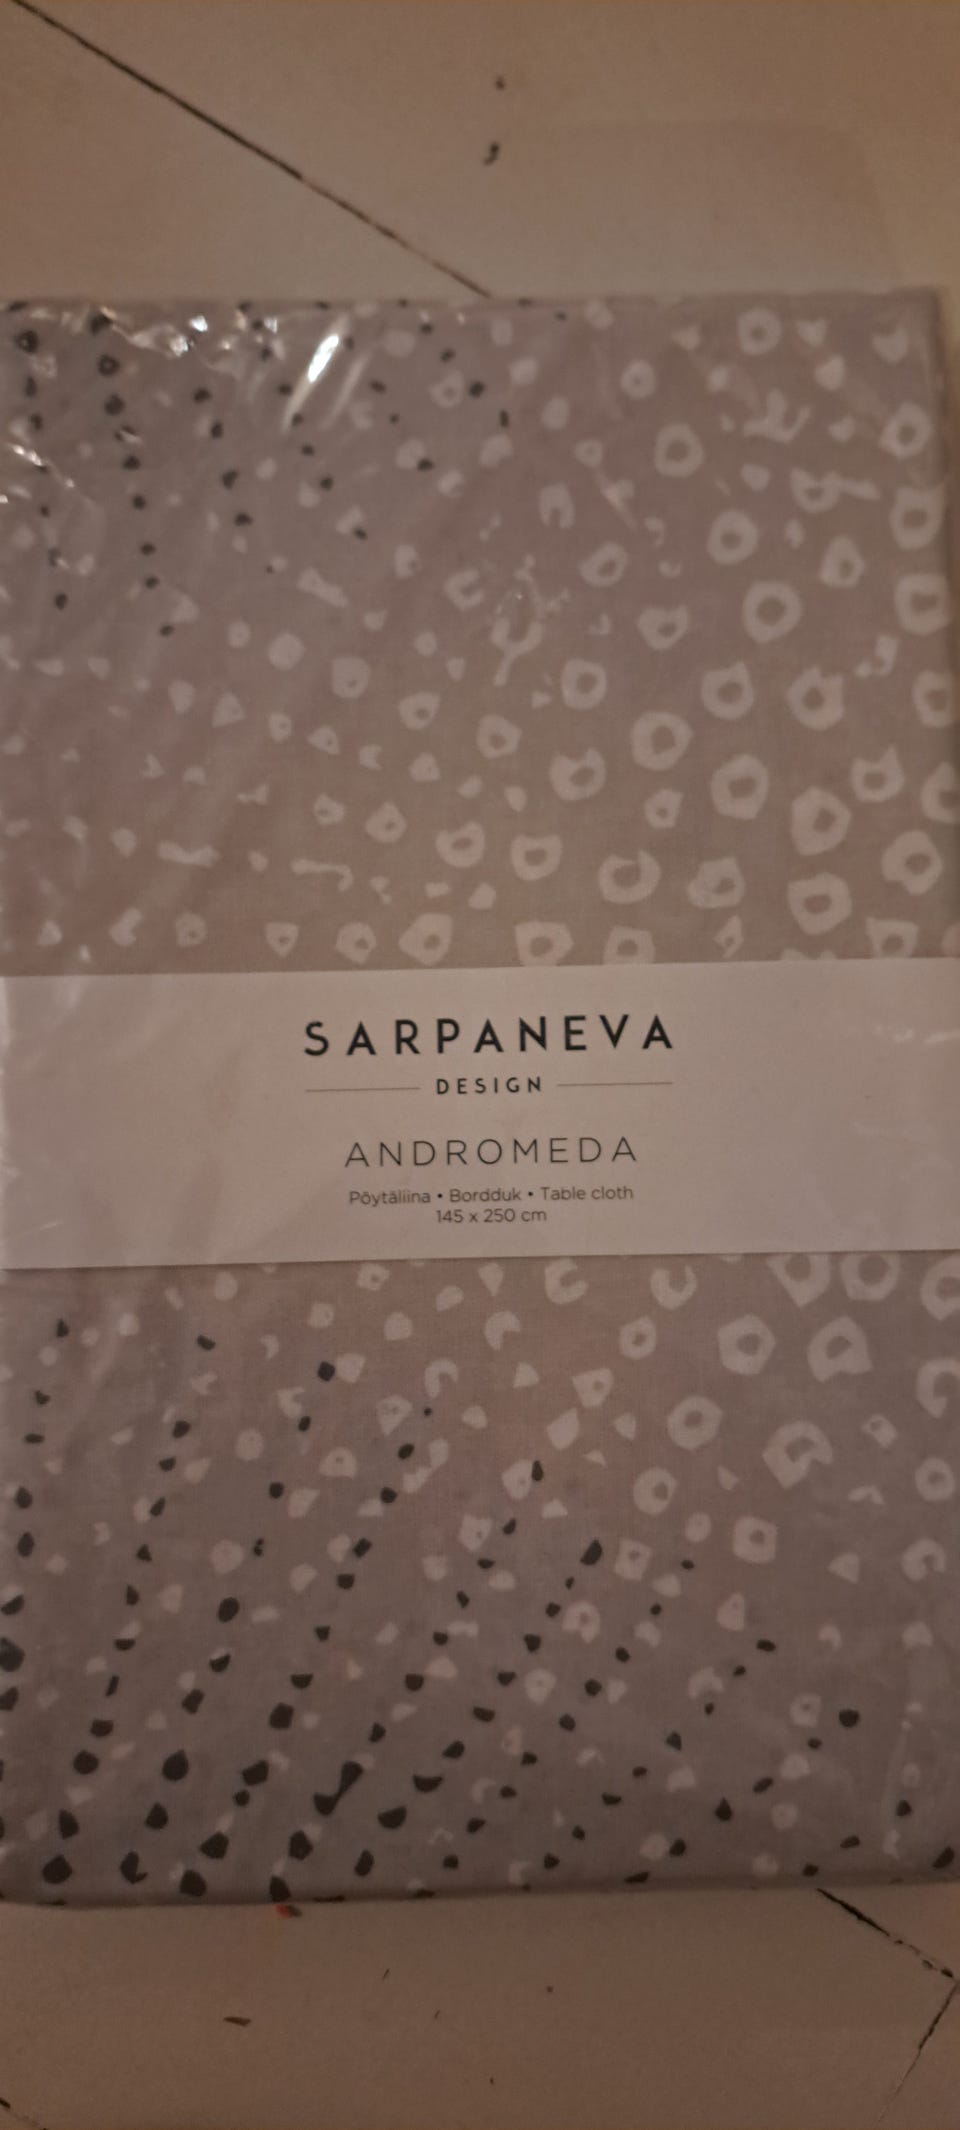 SARPANEVA
DESIGN
ANDROMEDA
Pöytäliina • Bordduk • Table cloth
145 x 250 cm